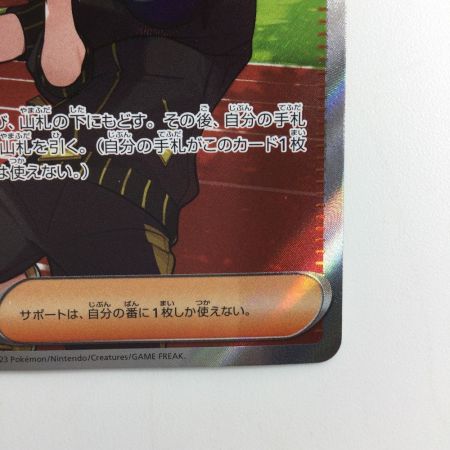 び、山札の下にもどす。その後、自分の手札
山札を引く。（自分の手札がこのカード1枚
は使えない。）
サポートは、自分の番に1枚しか使えない。
23 Pokémon/Nintendo/Creatures/GAME FREAK.